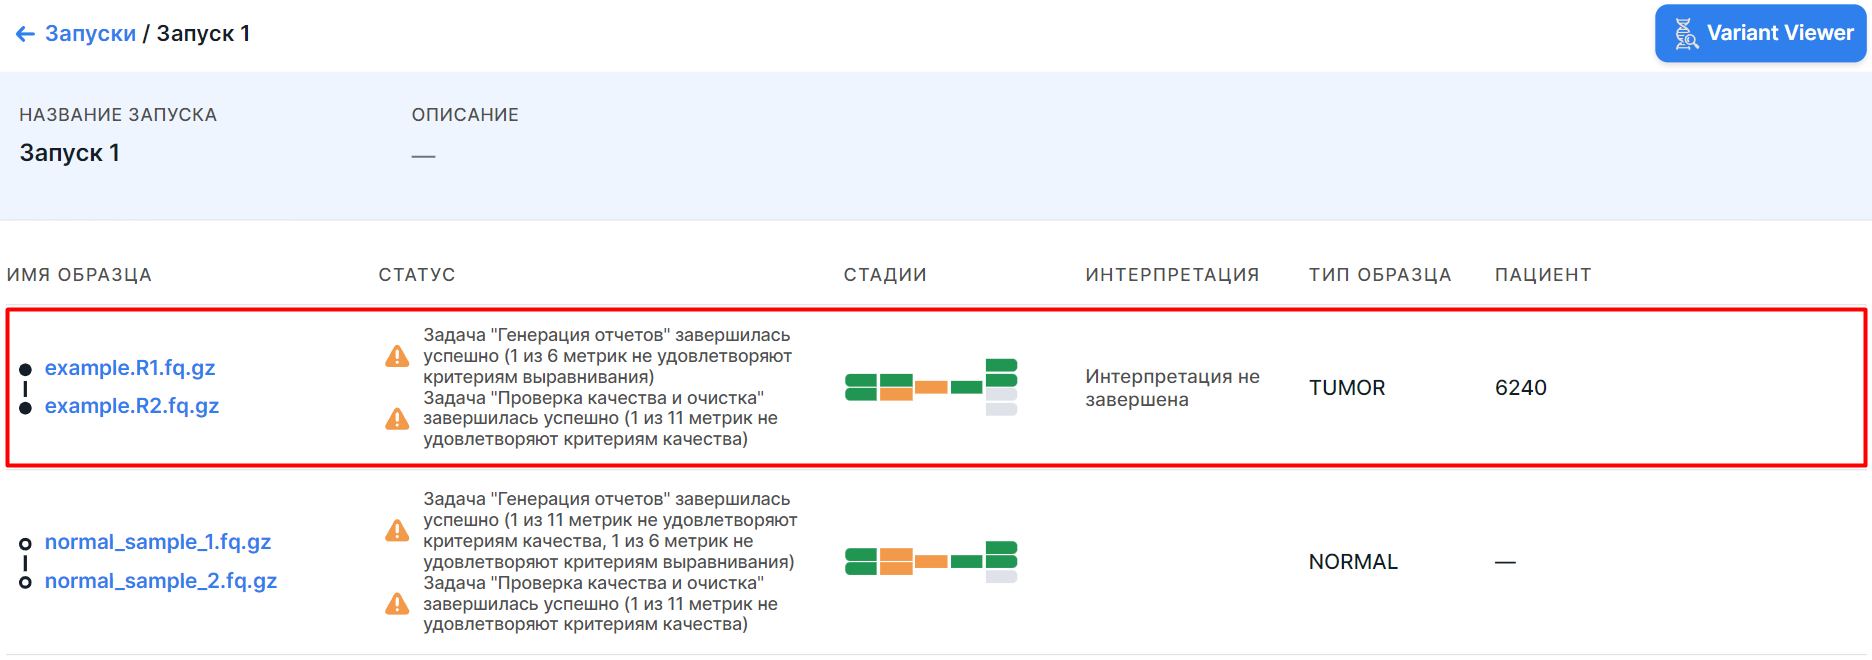 Запуски / Запуск 1
Variant Viewer
НАЗВАНИЕ ЗАПУСКА
ОПИСАНИЕ
Запуск 1
—
ИМЯ ОБРАЗЦА
СТАТУС
СТАДИИ
ИНТЕРПРЕТАЦИЯ
ТИП ОБРАЗЦА
ПАЦИЕНТ
example.R1.fq.gz
example.R2.fq.gz
Задача "Генерация отчетов" завершилась
успешно (1 из 6 метрик не удовлетворяют
критериям выравнивания)
Задача "Проверка качества и очистка"
завершилась успешно (1 из 11 метрик не
удовлетворяют критериям качества)
Интерпретация не
завершена
TUMOR
6240
normal_sample_1.fq.gz
normal_sample_2.fq.gz
Задача "Генерация отчетов" завершилась
успешно (1 из 11 метрик не удовлетворяют
критериям качества, 1 из 6 метрик не
удовлетворяют критериям выравнивания)
Задача "Проверка качества и очистка"
завершилась успешно (1 из 11 метрик не
удовлетворяют критериям качества)
NORMAL
—